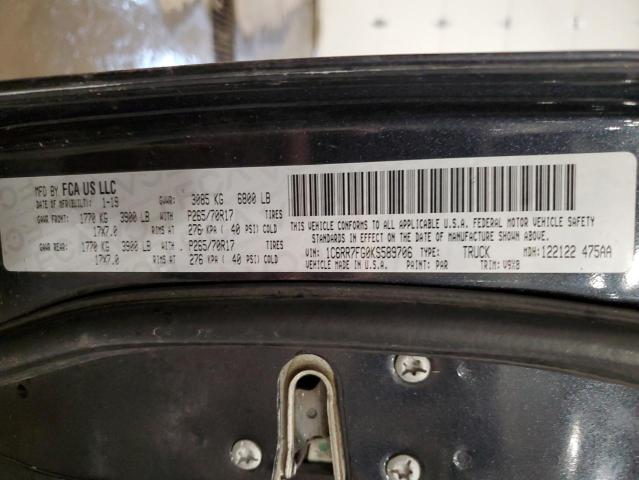 MFD BY FCA US LLC
DATE OF MFR(BUILT): 1-19 GVWR: 3085 KG 6800 LB
GAWR FRONT: 1770 KG 3900 LB WITH P265/70R17 TIRES
17X7.0 RIMS AT 276 KPA ( 40 PSI) COLD
GAWR REAR: 1770 KG 3900 LB WITH P265/70R17 TIRES
17X7.0 RIMS AT 276 KPA ( 40 PSI) COLD
THIS VEHICLE CONFORMS TO ALL APPLICABLE U.S.A. FEDERAL MOTOR VEHICLE SAFETY
STANDARDS IN EFFECT ON THE DATE OF MANUFACTURE SHOWN ABOVE
VIN: 1C6RR7FG0KS589706 TYPE: TRUCK MDH: 122122 475AA
VEHICLE MADE IN U.S.A. PAINT: PAR TRIM: V9X8